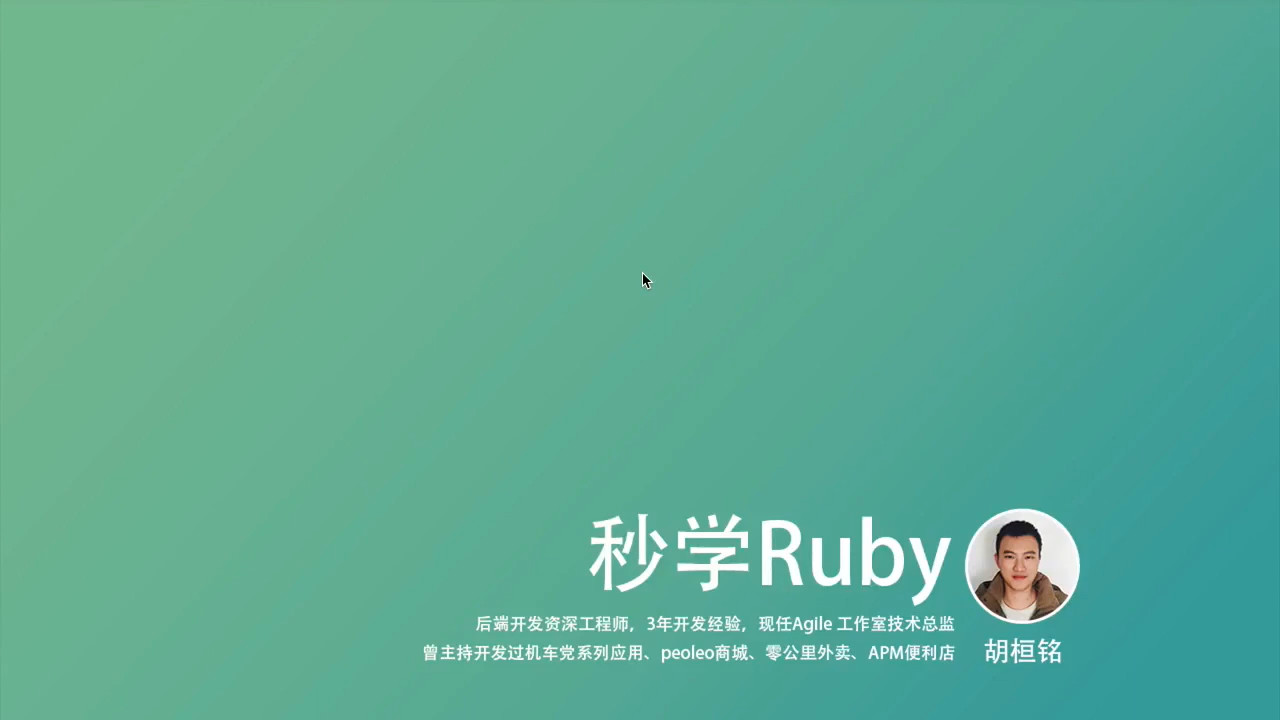 秒学Ruby
后端开发资深工程师，3年开发经验，现任Agile 工作室技术总监
曾主持开发过机车党系列应用、peoleo商城、零公里外卖、APM便利店
胡桓铭